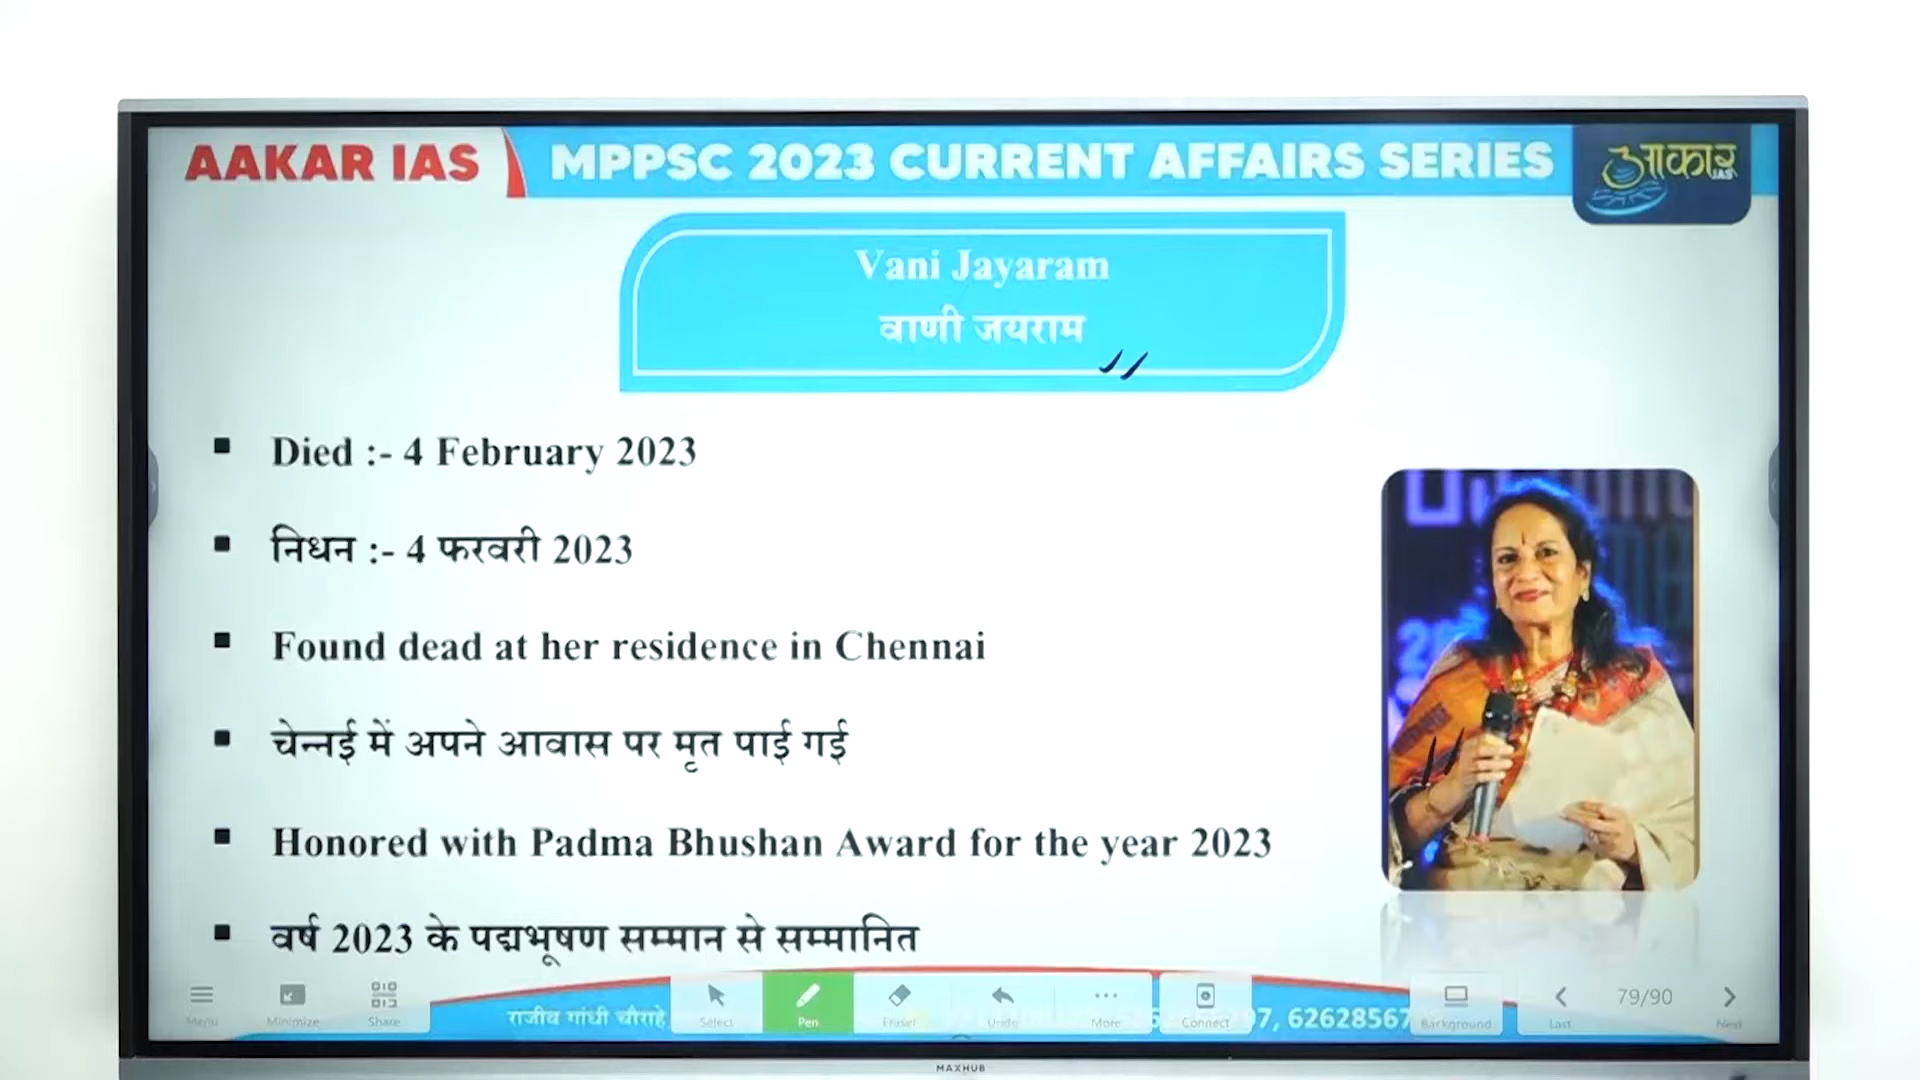 AAKAR IAS
MPPSC 2023 CURRENT AFFAIRS SERIES
आकार
IAS
Vani Jayaram
वाणी जयराम
Died :- 4 February 2023
निधन :- 4 फरवरी 2023
Found dead at her residence in Chennai
चेन्नई में अपने आवास पर मृत पाई गई
Honored with Padma Bhushan Award for the year 2023
वर्ष 2023 के पद्मभूषण सम्मान से सम्मानित
राजीव गांधी चौराहे
97, 62628567
Menu
Minimize
Share
Select
Pen
Eraser
Undo
More
Connect
Background
Last
79/90
Next
MAXHUB